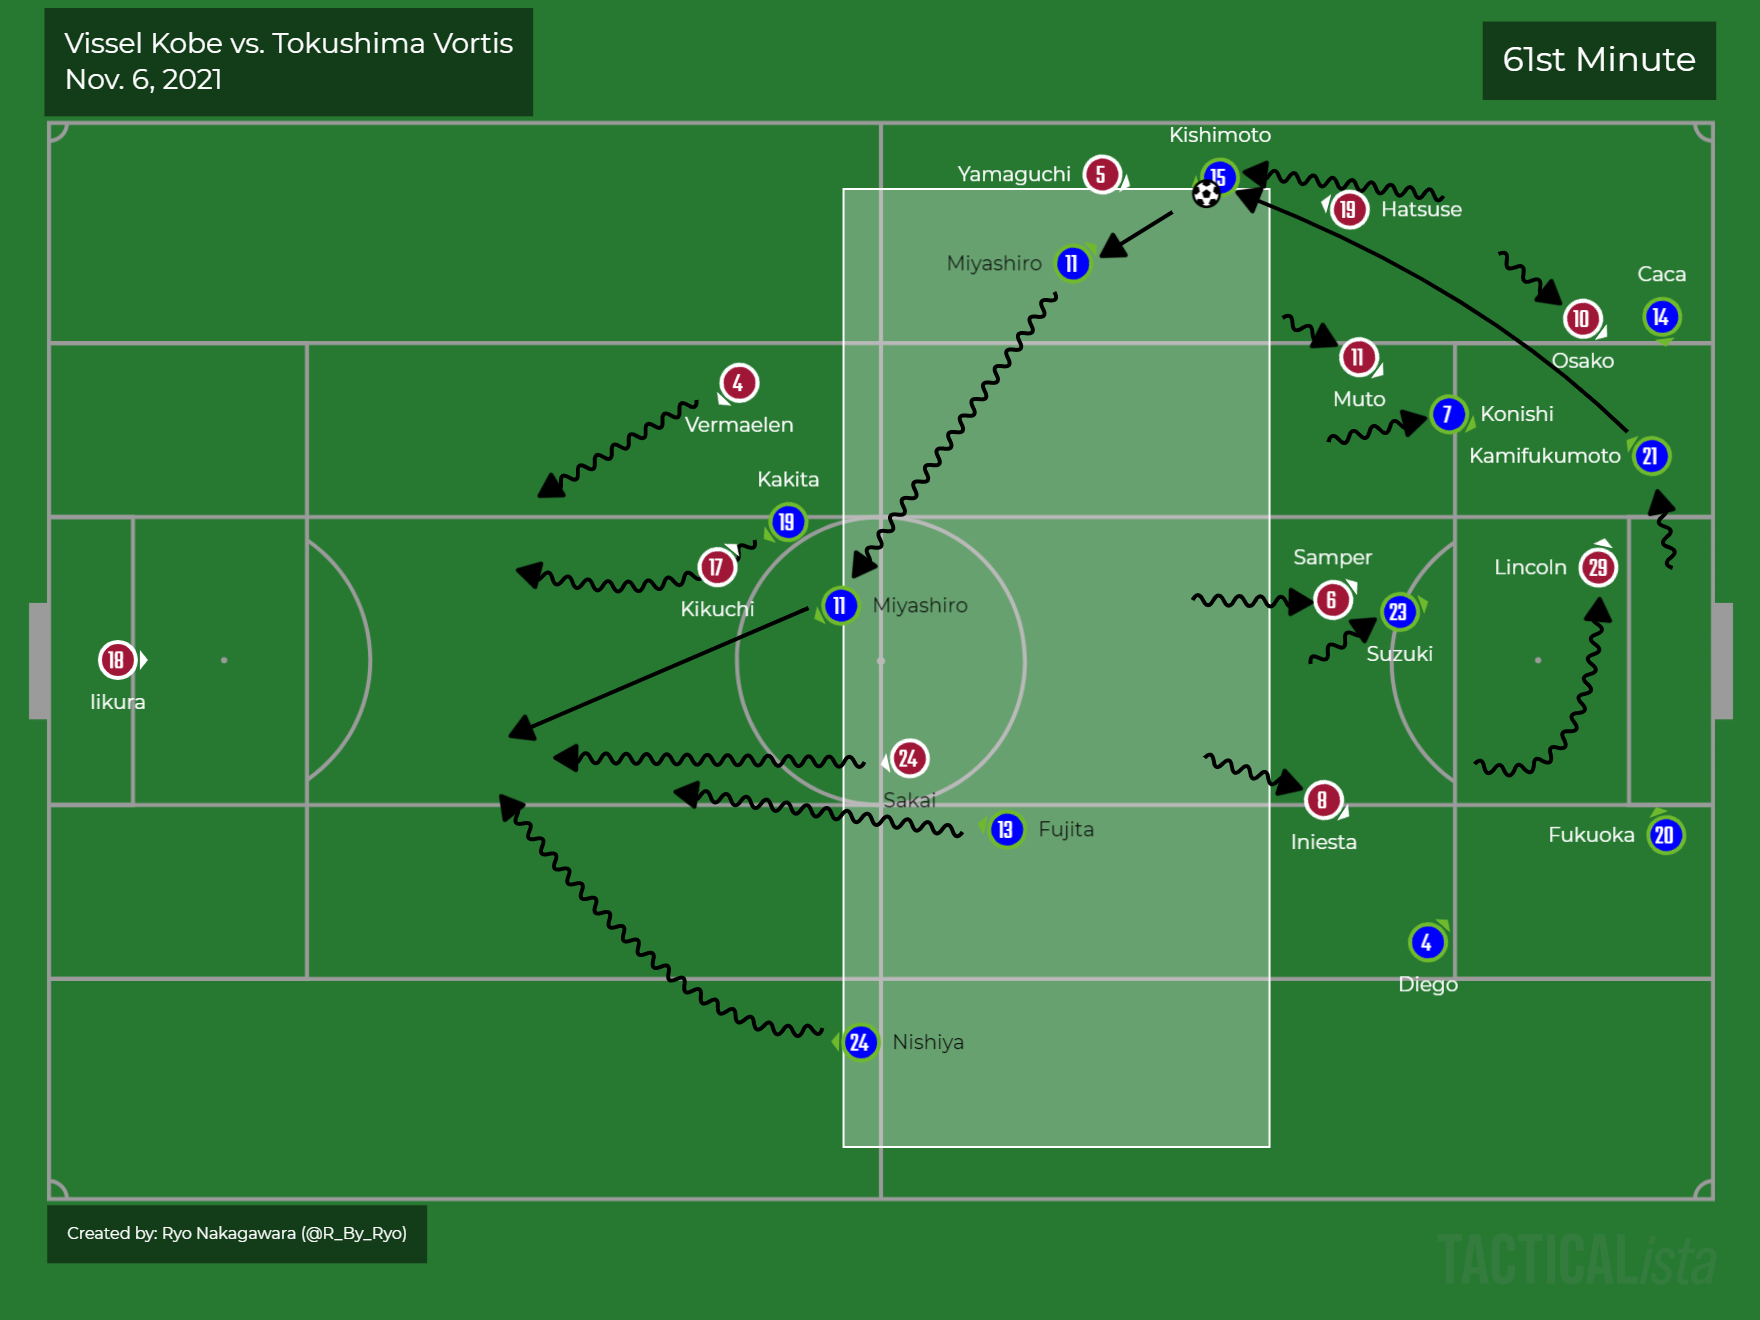 Vissel Kobe vs. Tokushima Vortis
Nov. 6, 2021
61st Minute
Kishimoto
Yamaguchi
5
15
19
Hatsuse
Miyashiro
11
Caca
10
14
Osako
11
Muto
4
Vermaelen
7
Konishi
Kamifukumoto
21
Kakita
19
17
Kikuchi
Samper
6
Lincoln
29
11
Miyashiro
23
Suzuki
18
Iikura
24
Sakai
8
Iniesta
13
Fujita
Fukuoka
20
4
Diego
24
Nishiya
Created by: Ryo Nakagawara (@R_By_Ryo)
TACTICALista